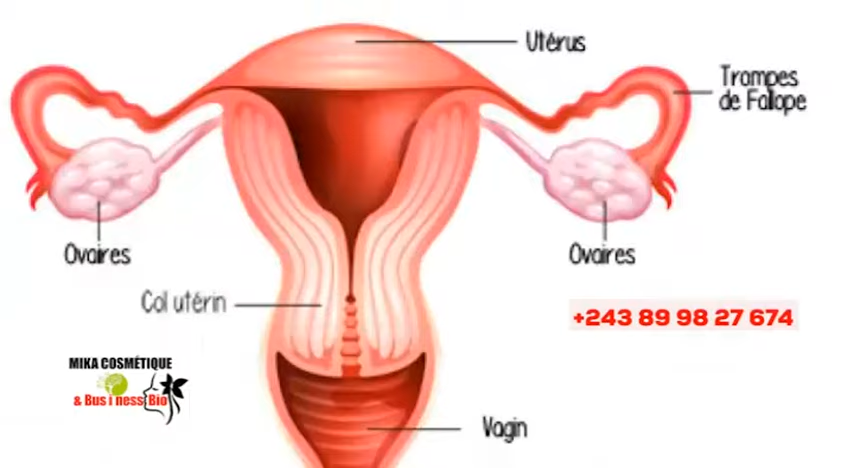 Utérus
Trompes
de Fallope
Ovaires
Ovaires
Col utérin
+243 89 98 27 674
MIKA COSMÉTIQUE
& Business Bio
Vagin